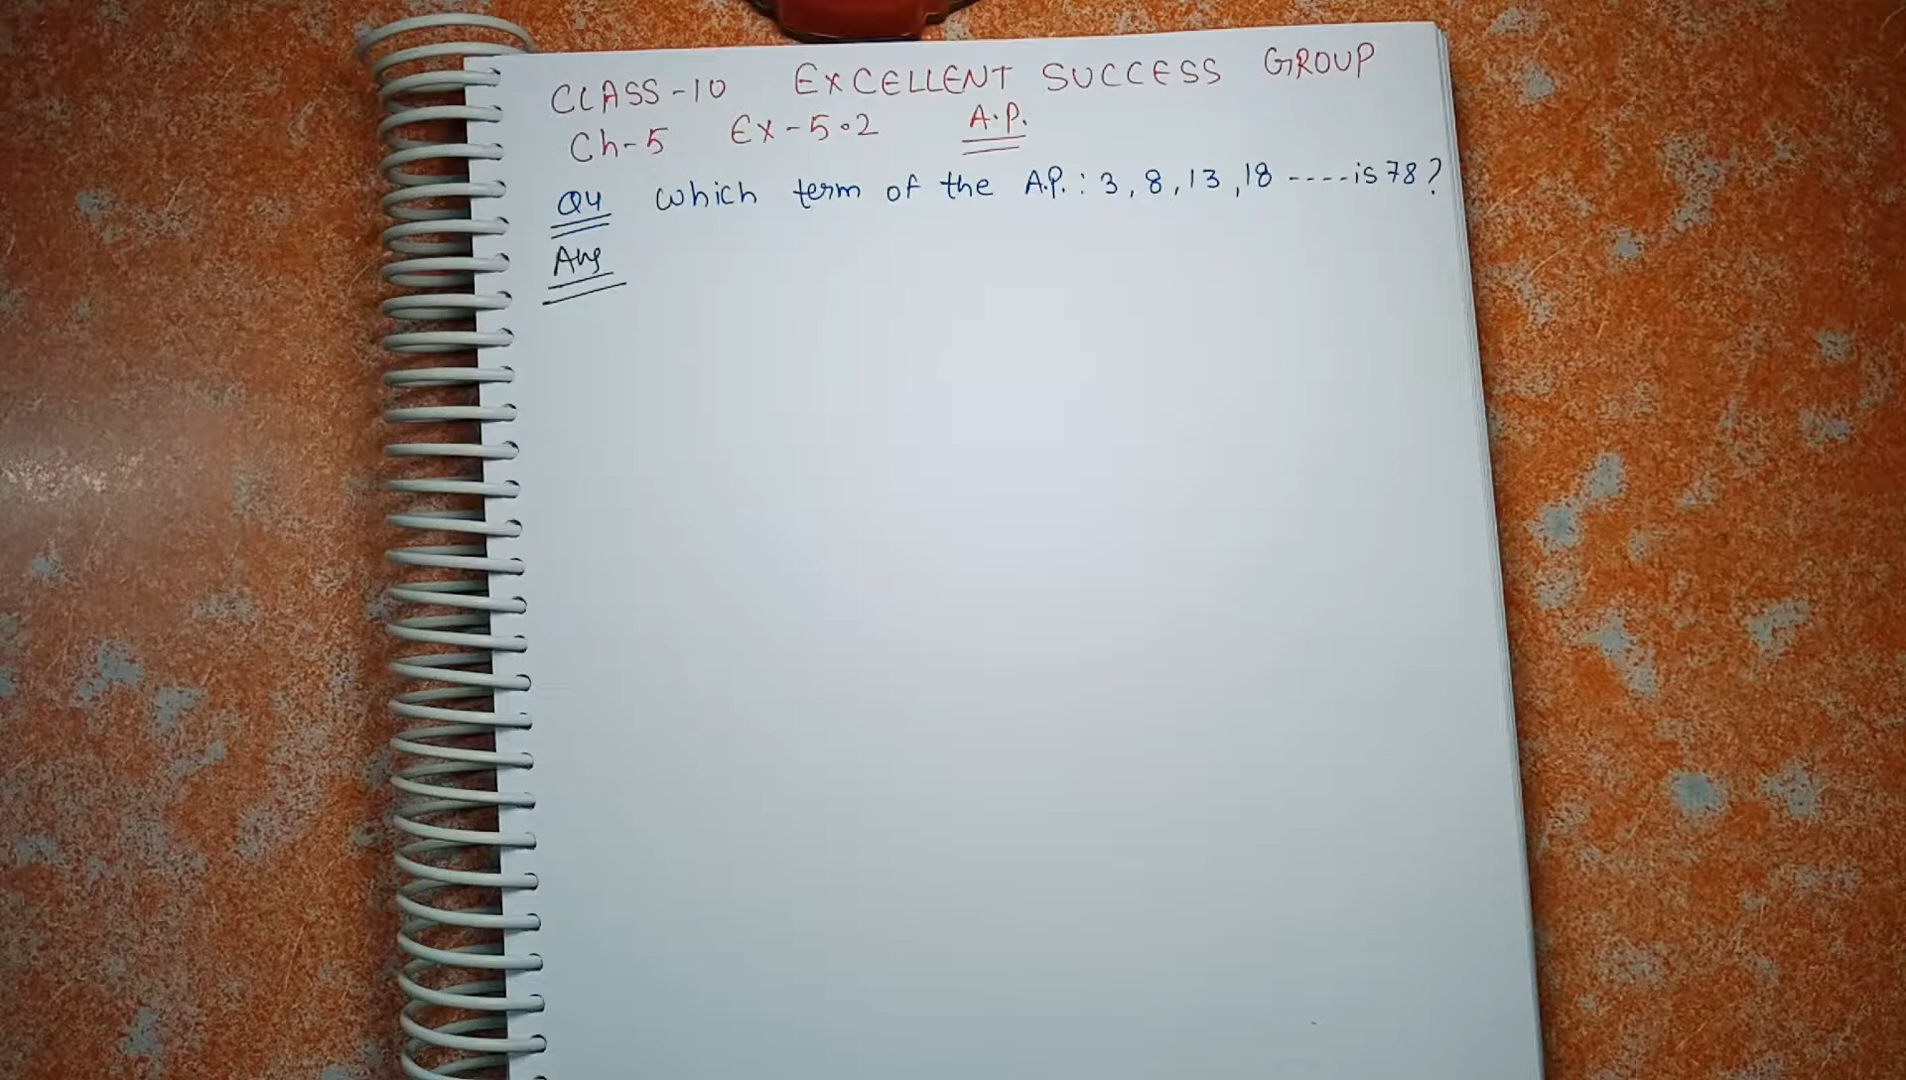 CLASS-10 EXCELLENT SUCCESS GROUP
Ch-5 Ex-5.2 A.P.
Q4 Which term of the A.P.: 3, 8, 13, 18 ---- is 78?
Ans